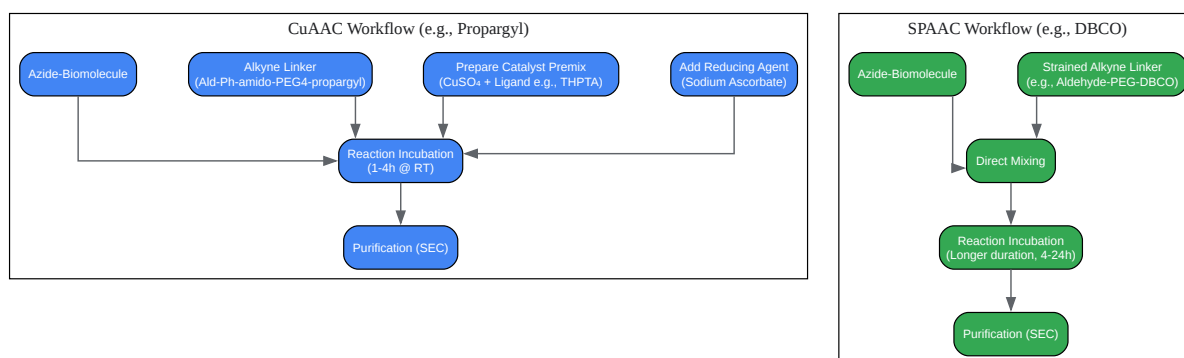 CuAAC Workflow (e.g., Propargyl)
Azide-Biomolecule
Alkyne Linker
(Ald-Ph-amido-PEG4-propargyl)
Prepare Catalyst Premix
(CuSO₄ + Ligand e.g., THPTA)
Add Reducing Agent
(Sodium Ascorbate)
Reaction Incubation
(1-4h @ RT)
Purification (SEC)
SPAAC Workflow (e.g., DBCO)
Azide-Biomolecule
Strained Alkyne Linker
(e.g., Aldehyde-PEG-DBCO)
Direct Mixing
Reaction Incubation
(Longer duration, 4-24h)
Purification (SEC)